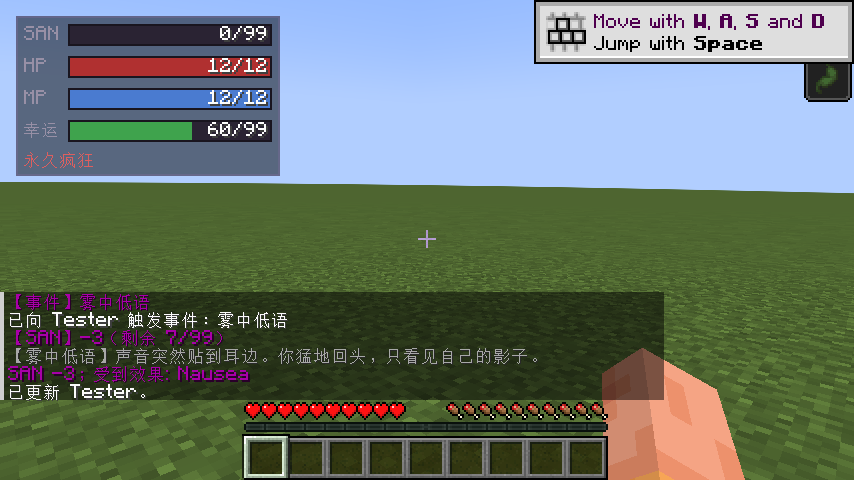 SAN 0/99
HP 12/12
MP 12/12
幸运 60/99
永久疯狂
Move with W, A, S and D
Jump with Space
【事件】雾中低语
已向 Tester 触发事件：雾中低语
【SAN】-3（剩余 7/99）
【雾中低语】声音突然贴到耳边。你猛地回头，只看见自己的影子。
SAN -3；受到效果: Nausea
已更新 Tester。